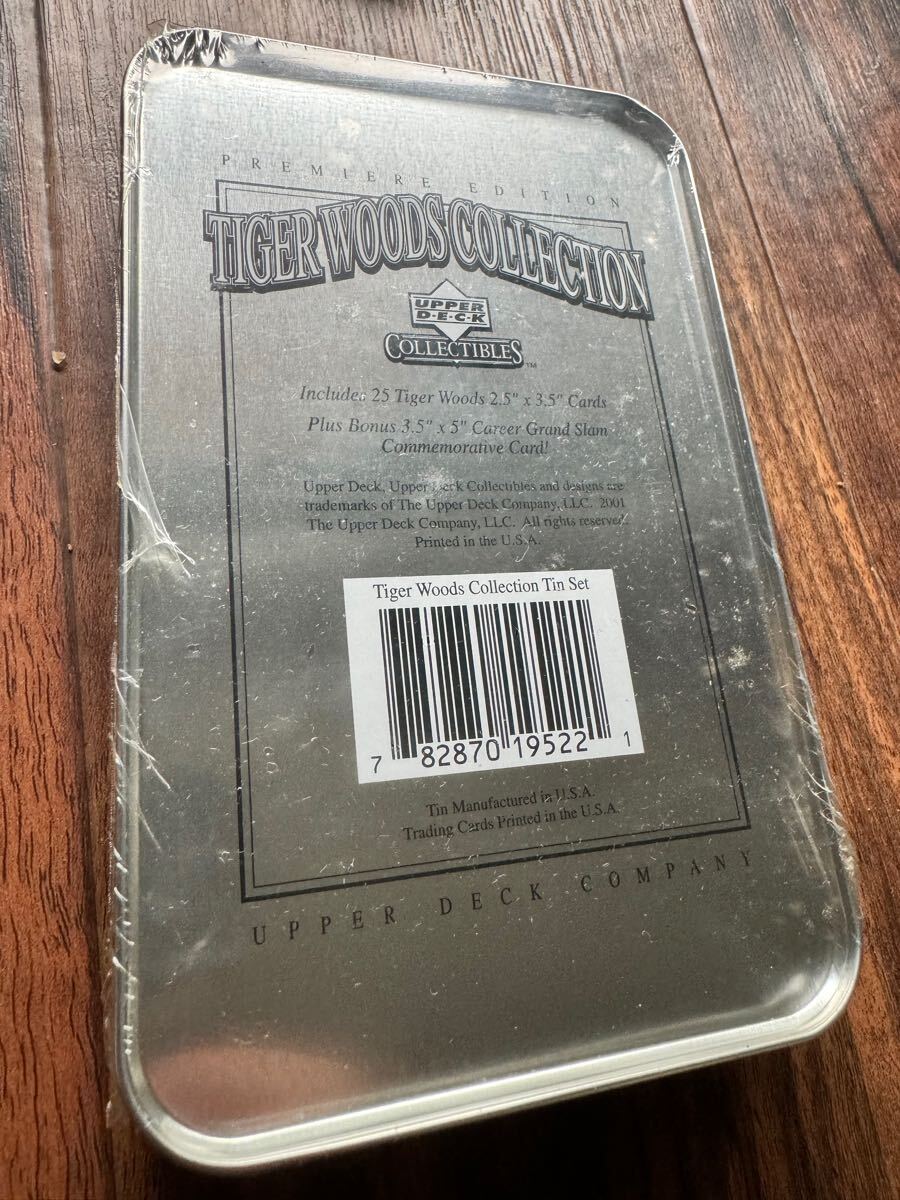 PREMIERE EDITION
TIGER WOODS COLLECTION
UPPER
D·E·C·K
COLLECTIBLES™
Includes 25 Tiger Woods 2.5" x 3.5" Cards
Plus Bonus 3.5" x 5" Career Grand Slam
Commemorative Card!
Upper Deck, Upper Deck Collectibles and designs are
trademarks of The Upper Deck Company, LLC. 2001
The Upper Deck Company, LLC. All rights reserved.
Printed in the U.S.A.
Tiger Woods Collection Tin Set
7 82870 19522 1
Tin Manufactured in U.S.A.
Trading Cards Printed in the U.S.A.
UPPER DECK COMPANY